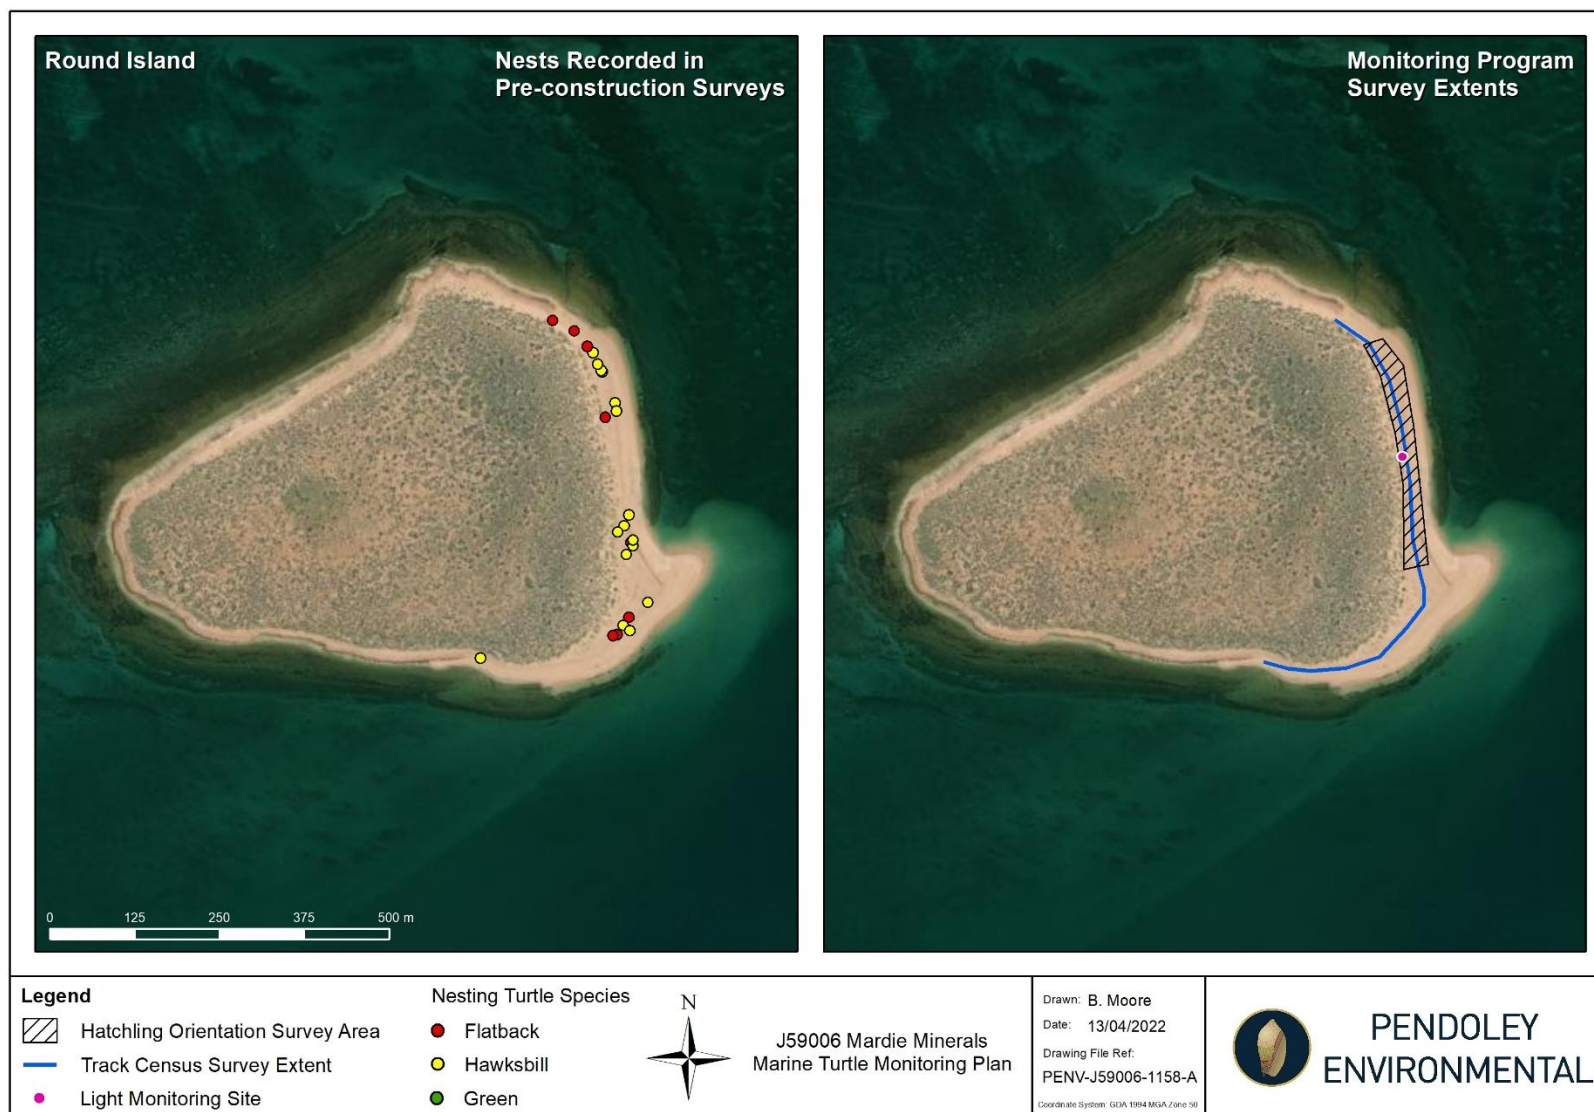 Round Island
Nests Recorded in
Pre-construction Surveys
Monitoring Program
Survey Extents
0 125 250 375 500 m
Legend
Hatchling Orientation Survey Area
Track Census Survey Extent
Light Monitoring Site
Nesting Turtle Species
Flatback
Hawksbill
Green
N
J59006 Mardie Minerals
Marine Turtle Monitoring Plan
Drawn: B. Moore
Date: 13/04/2022
Drawing File Ref:
PENV-J59006-1158-A
Coordinate System: GDA 1994 MGA Zone 50
PENDOLEY
ENVIRONMENTAL